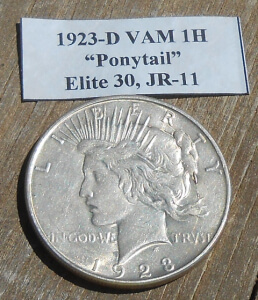 1923-D VAM 1H
“Ponytail”
Elite 30, JR-11
LIBERTY
IN GOD WE TRVST
1923